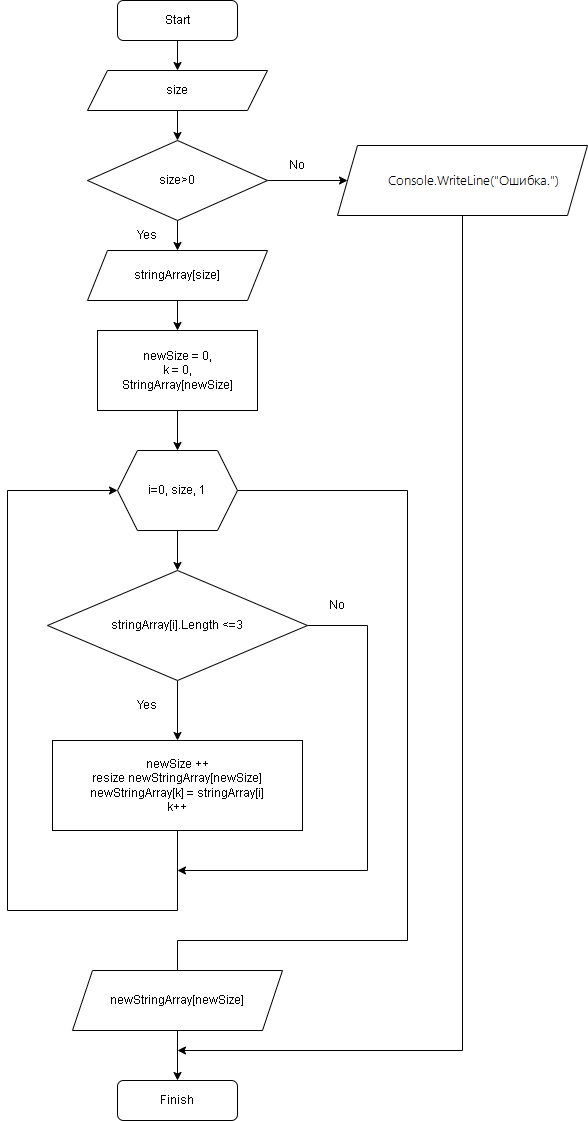 Start
size
size>0
No
Console.WriteLine("Ошибка.")
Yes
stringArray[size]
newSize = 0,
k = 0,
StringArray[newSize]
i=0, size, 1
No
stringArray[i].Length <=3
Yes
newSize ++
resize newStringArray[newSize]
newStringArray[k] = stringArray[i]
k++
newStringArray[newSize]
Finish